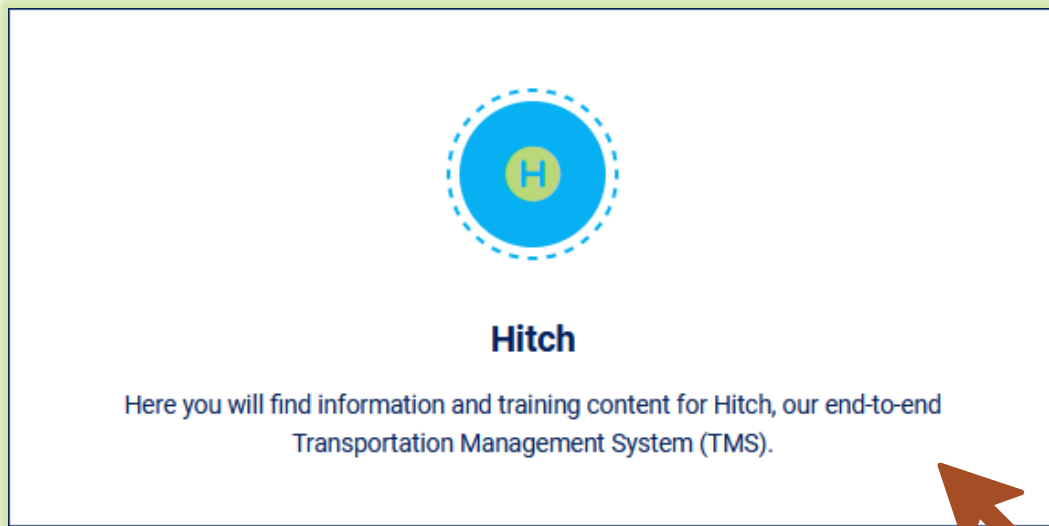 H
Hitch
Here you will find information and training content for Hitch, our end-to-end
Transportation Management System (TMS).